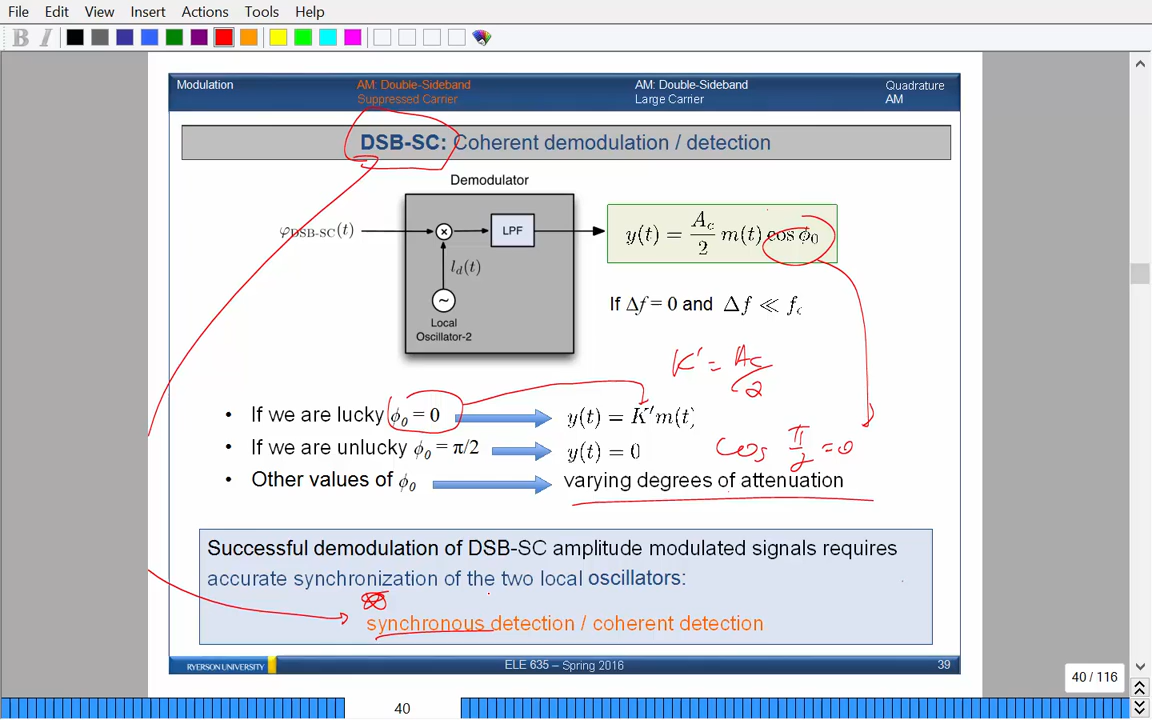 File Edit View Insert Actions Tools Help
B I
Modulation
AM: Double-Sideband
Suppressed Carrier
AM: Double-Sideband
Large Carrier
Quadrature
AM
DSB-SC: Coherent demodulation / detection
Demodulator
φDSB-SC(t)
×
LPF
y(t) = Ac/2 m(t) cos ϕ0
ld(t)
~
Local
Oscillator-2
If Δf = 0 and Δf ≪ fc
K' = Ac/2
• If we are lucky ϕ0 = 0
y(t) = K'm(t)
• If we are unlucky ϕ0 = π/2
y(t) = 0
cos π/2 = 0
• Other values of ϕ0
varying degrees of attenuation
Successful demodulation of DSB-SC amplitude modulated signals requires
accurate synchronization of the two local oscillators:
synchronous detection / coherent detection
RYERSON UNIVERSITY
ELE 635 – Spring 2016
39
40 / 116
40